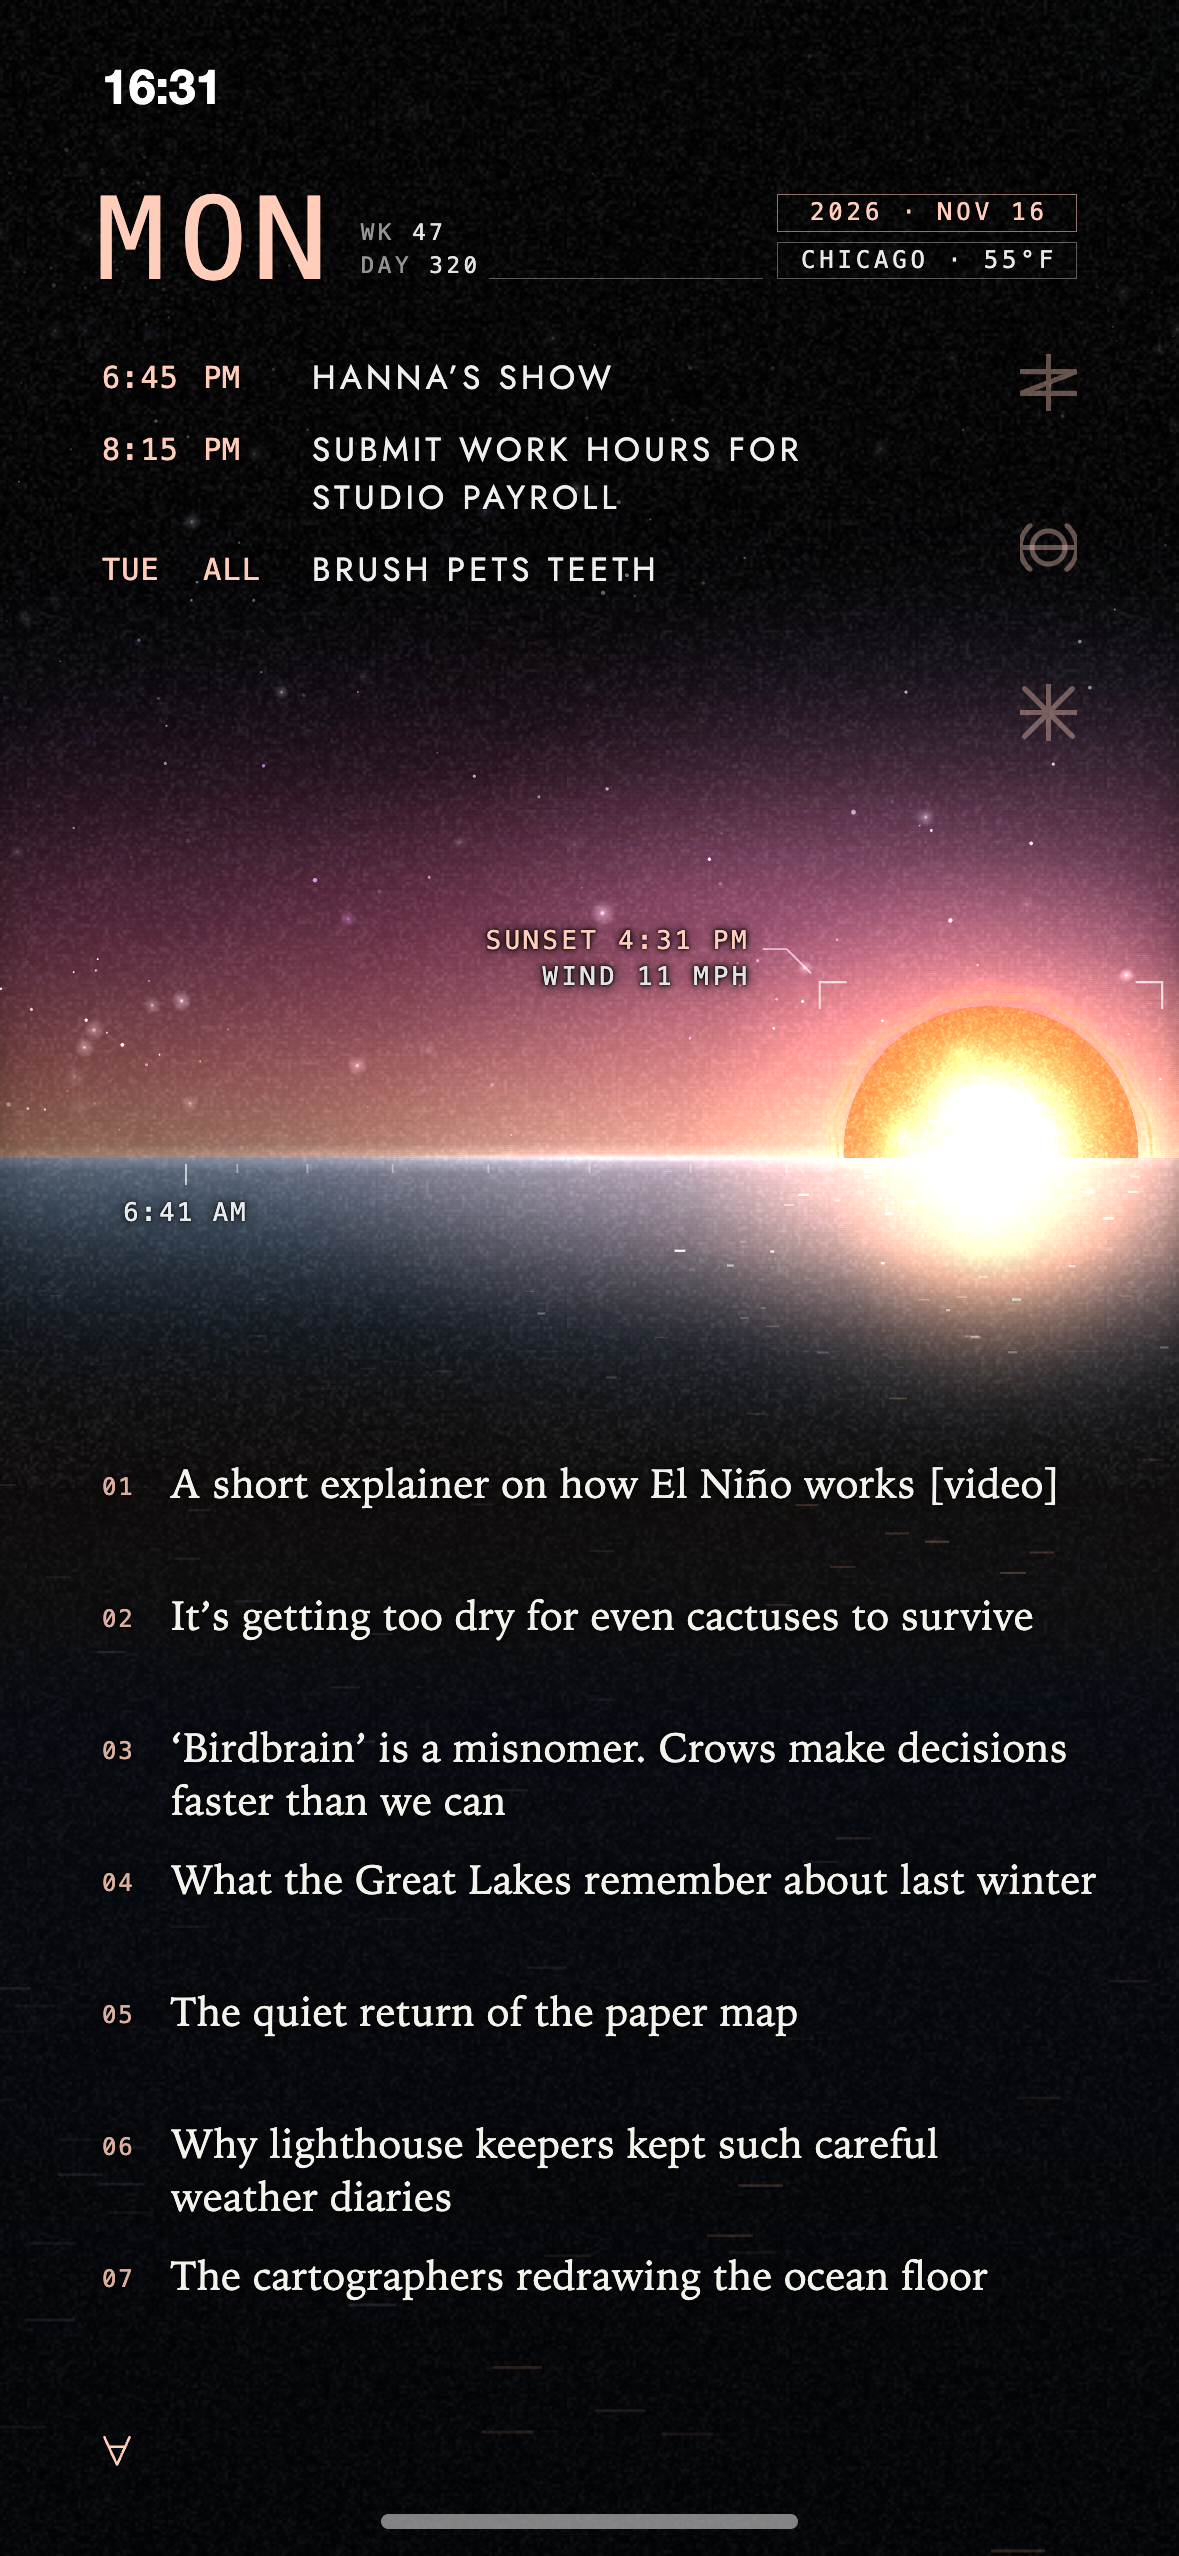 16:31
MON
WK 47
DAY 320
2026 · NOV 16
CHICAGO · 55°F
6:45 PM HANNA’S SHOW
8:15 PM SUBMIT WORK HOURS FOR
STUDIO PAYROLL
TUE ALL BRUSH PETS TEETH
SUNSET 4:31 PM
WIND 11 MPH
6:41 AM
01 A short explainer on how El Niño works [video]
02 It’s getting too dry for even cactuses to survive
03 ‘Birdbrain’ is a misnomer. Crows make decisions
faster than we can
04 What the Great Lakes remember about last winter
05 The quiet return of the paper map
06 Why lighthouse keepers kept such careful
weather diaries
07 The cartographers redrawing the ocean floor